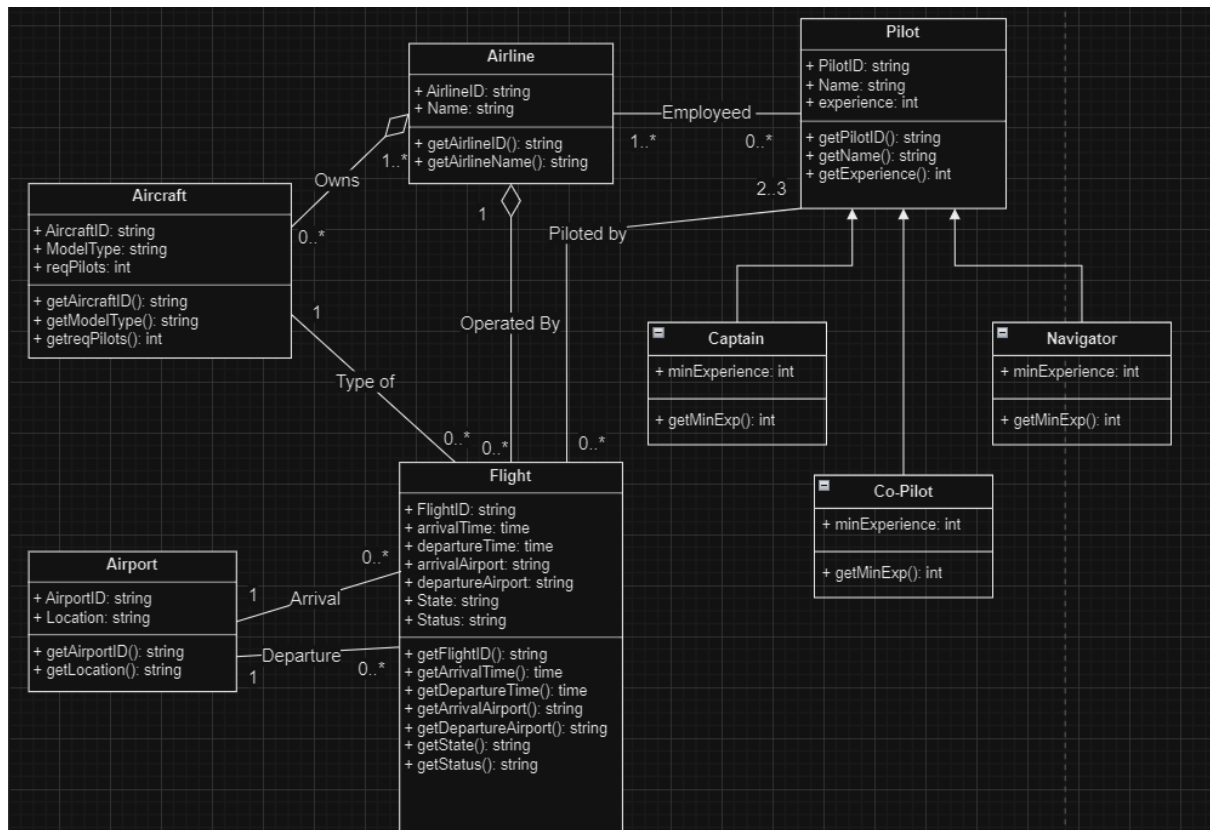 Airline
+ AirlineID: string
+ Name: string
+ getAirlineID(): string
+ getAirlineName(): string
Pilot
+ PilotID: string
+ Name: string
+ experience: int
+ getPilotID(): string
+ getName(): string
+ getExperience(): int
Employeed
1..*
0..*
Owns
1..*
0..*
Aircraft
+ AircraftID: string
+ ModelType: string
+ reqPilots: int
+ getAircraftID(): string
+ getModelType(): string
+ getreqPilots(): int
1
Operated By
0..*
2..3
Piloted by
0..*
1
Type of
0..*
Captain
+ minExperience: int
+ getMinExp(): int
Navigator
+ minExperience: int
+ getMinExp(): int
Co-Pilot
+ minExperience: int
+ getMinExp(): int
Flight
+ FlightID: string
+ arrivalTime: time
+ departureTime: time
+ arrivalAirport: string
+ departureAirport: string
+ State: string
+ Status: string
+ getFlightID(): string
+ getArrivalTime(): time
+ getDepartureTime(): time
+ getArrivalAirport(): string
+ getDepartureAirport(): string
+ getState(): string
+ getStatus(): string
Airport
+ AirportID: string
+ Location: string
+ getAirportID(): string
+ getLocation(): string
1
Arrival
0..*
1
Departure
0..*